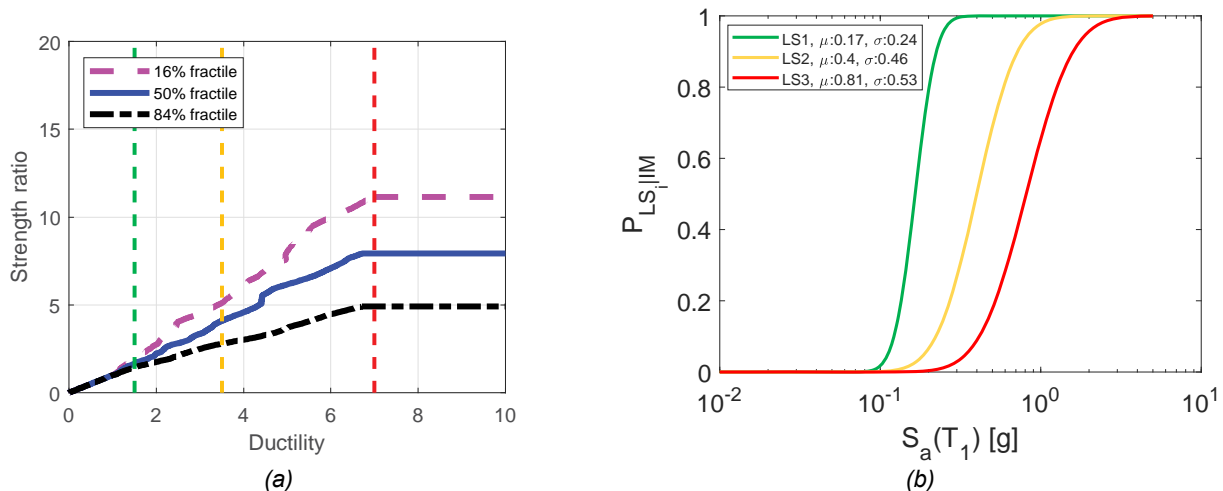 20
15
10
5
0
Strength ratio
16% fractile
50% fractile
84% fractile
0 2 4 6 8 10
Ductility
(a)
1
0.8
0.6
0.4
0.2
0
P_{LS_i|IM}
LS1, μ:0.17, σ:0.24
LS2, μ:0.4, σ:0.46
LS3, μ:0.81, σ:0.53
10^{-2} 10^{-1} 10^{0} 10^{1}
S_a(T_1) [g]
(b)